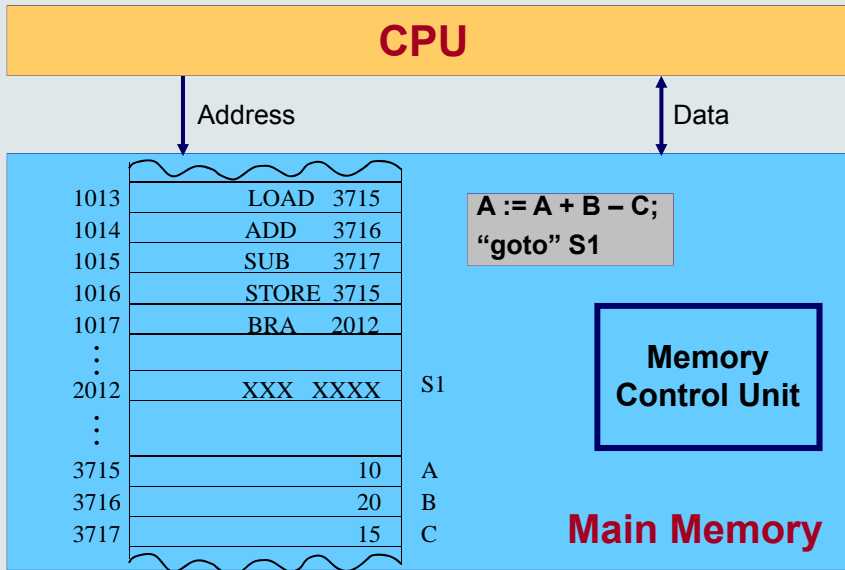 CPU
Address
Data
1013 LOAD 3715
1014 ADD 3716
1015 SUB 3717
1016 STORE 3715
1017 BRA 2012
2012 XXX XXXX S1
3715 10 A
3716 20 B
3717 15 C
A := A + B – C;
“goto” S1
Memory
Control Unit
Main Memory